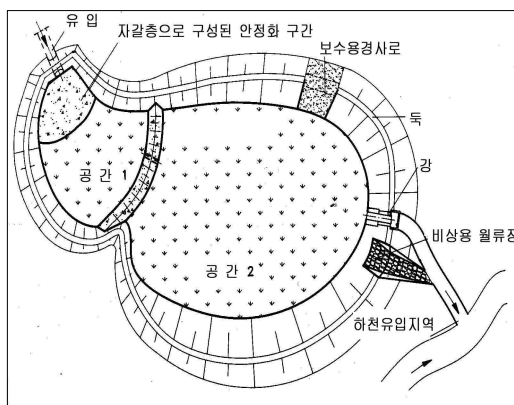 유 입
자갈층으로 구성된 안정화 구간
보수용경사로
둑
강
공 간 1
공 간 2
비상용 월류장
하천유입지역